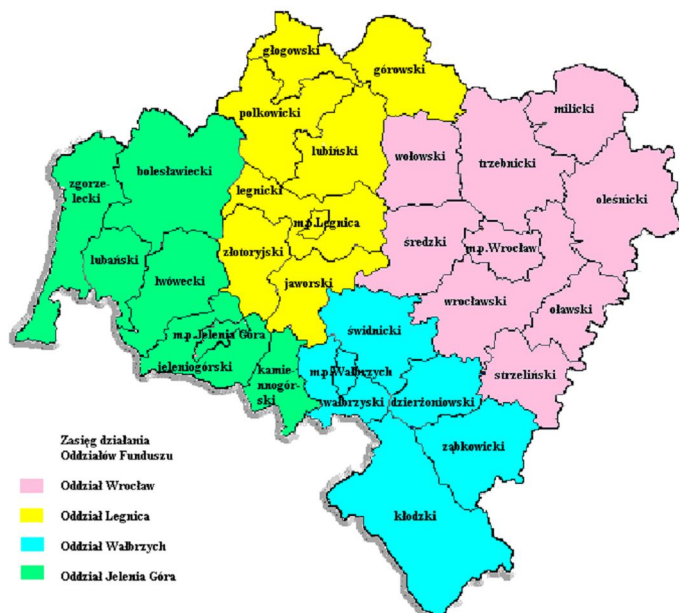 głogowski
górowski
polkowicki
milicki
lubiński
wołowski
trzebnicki
bolesławiecki
zgorze-
lecki
legnicki
oleśnicki
m.p.Legnica
złotoryjski
średzki
m.p.Wrocław
lubański
lwówecki
jaworski
wrocławski
oławski
m.p.Jelenia Góra
świdnicki
jeleniogórski
kamie-
nnogór-
ski
m.p.Wałbrzych
strzeliński
swałbrzyski
dzierżoniowski
ząbkowicki
kłodzki
Zasięg działania
Oddziałów Funduszu
Oddział Wrocław
Oddział Legnica
Oddział Wałbrzych
Oddział Jelenia Góra